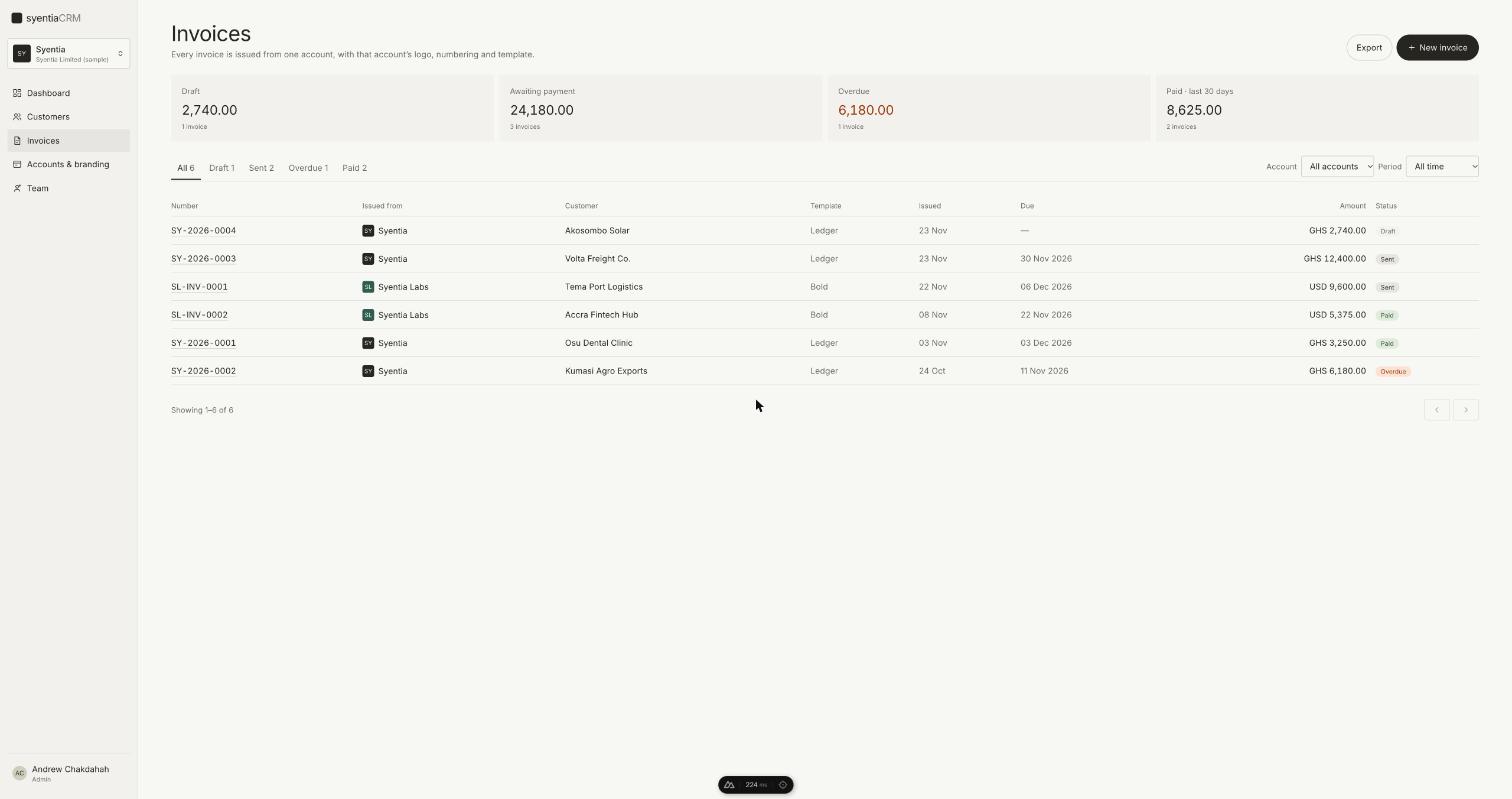 syentiaCRM
SY
Syentia
Syentia Limited (sample)
Dashboard
Customers
Invoices
Accounts & branding
Team
AC
Andrew Chakdahah
Admin
Invoices
Every invoice is issued from one account, with that account's logo, numbering and template.
Export
+ New invoice
Draft
2,740.00
1 invoice
Awaiting payment
24,180.00
3 invoices
Overdue
6,180.00
1 invoice
Paid · last 30 days
8,625.00
2 invoices
All 6 Draft 1 Sent 2 Overdue 1 Paid 2
Account All accounts Period All time
Number Issued from Customer Template Issued Due Amount Status
SY-2026-0004 SY Syentia Akosombo Solar Ledger 23 Nov — GHS 2,740.00 Draft
SY-2026-0003 SY Syentia Volta Freight Co. Ledger 23 Nov 30 Nov 2026 GHS 12,400.00 Sent
SL-INV-0001 SL Syentia Labs Tema Port Logistics Bold 22 Nov 06 Dec 2026 USD 9,600.00 Sent
SL-INV-0002 SL Syentia Labs Accra Fintech Hub Bold 08 Nov 22 Nov 2026 USD 5,375.00 Paid
SY-2026-0001 SY Syentia Osu Dental Clinic Ledger 03 Nov 03 Dec 2026 GHS 3,250.00 Paid
SY-2026-0002 SY Syentia Kumasi Agro Exports Ledger 24 Oct 11 Nov 2026 GHS 6,180.00 Overdue
Showing 1–6 of 6
224 ms